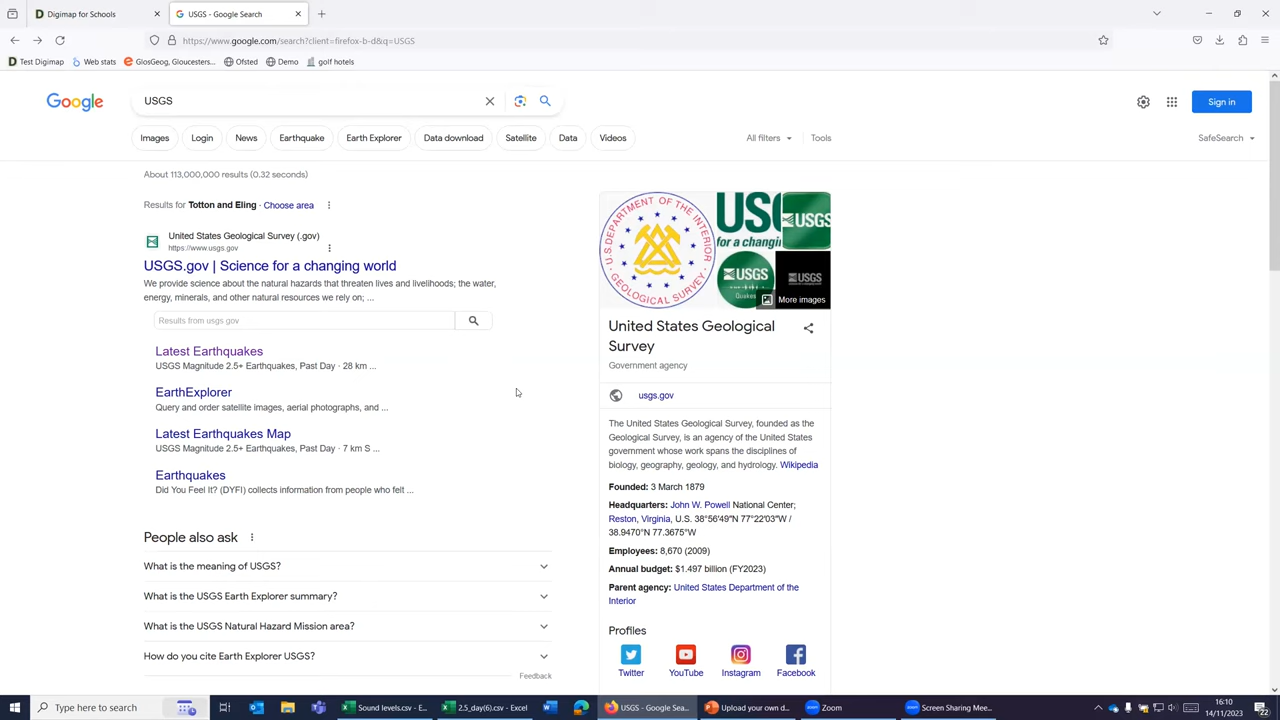 Digimap for Schools
USGS - Google Search
https://www.google.com/search?client=firefox-b-d&q=USGS
Test Digimap
Web stats
GlosGeog, Gloucesters...
Ofsted
Demo
golf hotels
Google
USGS
Sign in
Images
Login
News
Earthquake
Earth Explorer
Data download
Satellite
Data
Videos
All filters
Tools
SafeSearch
About 113,000,000 results (0.32 seconds)
Results for Totton and Eling · Choose area
United States Geological Survey (.gov)
https://www.usgs.gov
USGS.gov | Science for a changing world
We provide science about the natural hazards that threaten lives and livelihoods; the water,
energy, minerals, and other natural resources we rely on; ...
Results from usgs gov
Latest Earthquakes
USGS Magnitude 2.5+ Earthquakes, Past Day · 28 km ...
EarthExplorer
Query and order satellite images, aerial photographs, and ...
Latest Earthquakes Map
USGS Magnitude 2.5+ Earthquakes, Past Day · 7 km S ...
Earthquakes
Did You Feel It? (DYFI) collects information from people who felt ...
People also ask
What is the meaning of USGS?
What is the USGS Earth Explorer summary?
What is the USGS Natural Hazard Mission area?
How do you cite Earth Explorer USGS?
Feedback
U.S. DEPARTMENT OF THE INTERIOR
GEOLOGICAL SURVEY
USG
for a changi
USGS
USGS
Quakes
USGS
More images
United States Geological
Survey
Government agency
usgs.gov
The United States Geological Survey, founded as the
Geological Survey, is an agency of the United States
government whose work spans the disciplines of
biology, geography, geology, and hydrology. Wikipedia
Founded: 3 March 1879
Headquarters: John W. Powell National Center;
Reston, Virginia, U.S. 38°56′49″N 77°22′03″W /
38.9470°N 77.3675°W
Employees: 8,670 (2009)
Annual budget: $1.497 billion (FY2023)
Parent agency: United States Department of the
Interior
Profiles
Twitter
YouTube
Instagram
Facebook
Type here to search
Sound levels.csv - E...
2.5_day(6).csv - Excel
USGS - Google Sea...
Upload your own d...
Zoom
Screen Sharing Mee...
16:10
14/11/2023
22